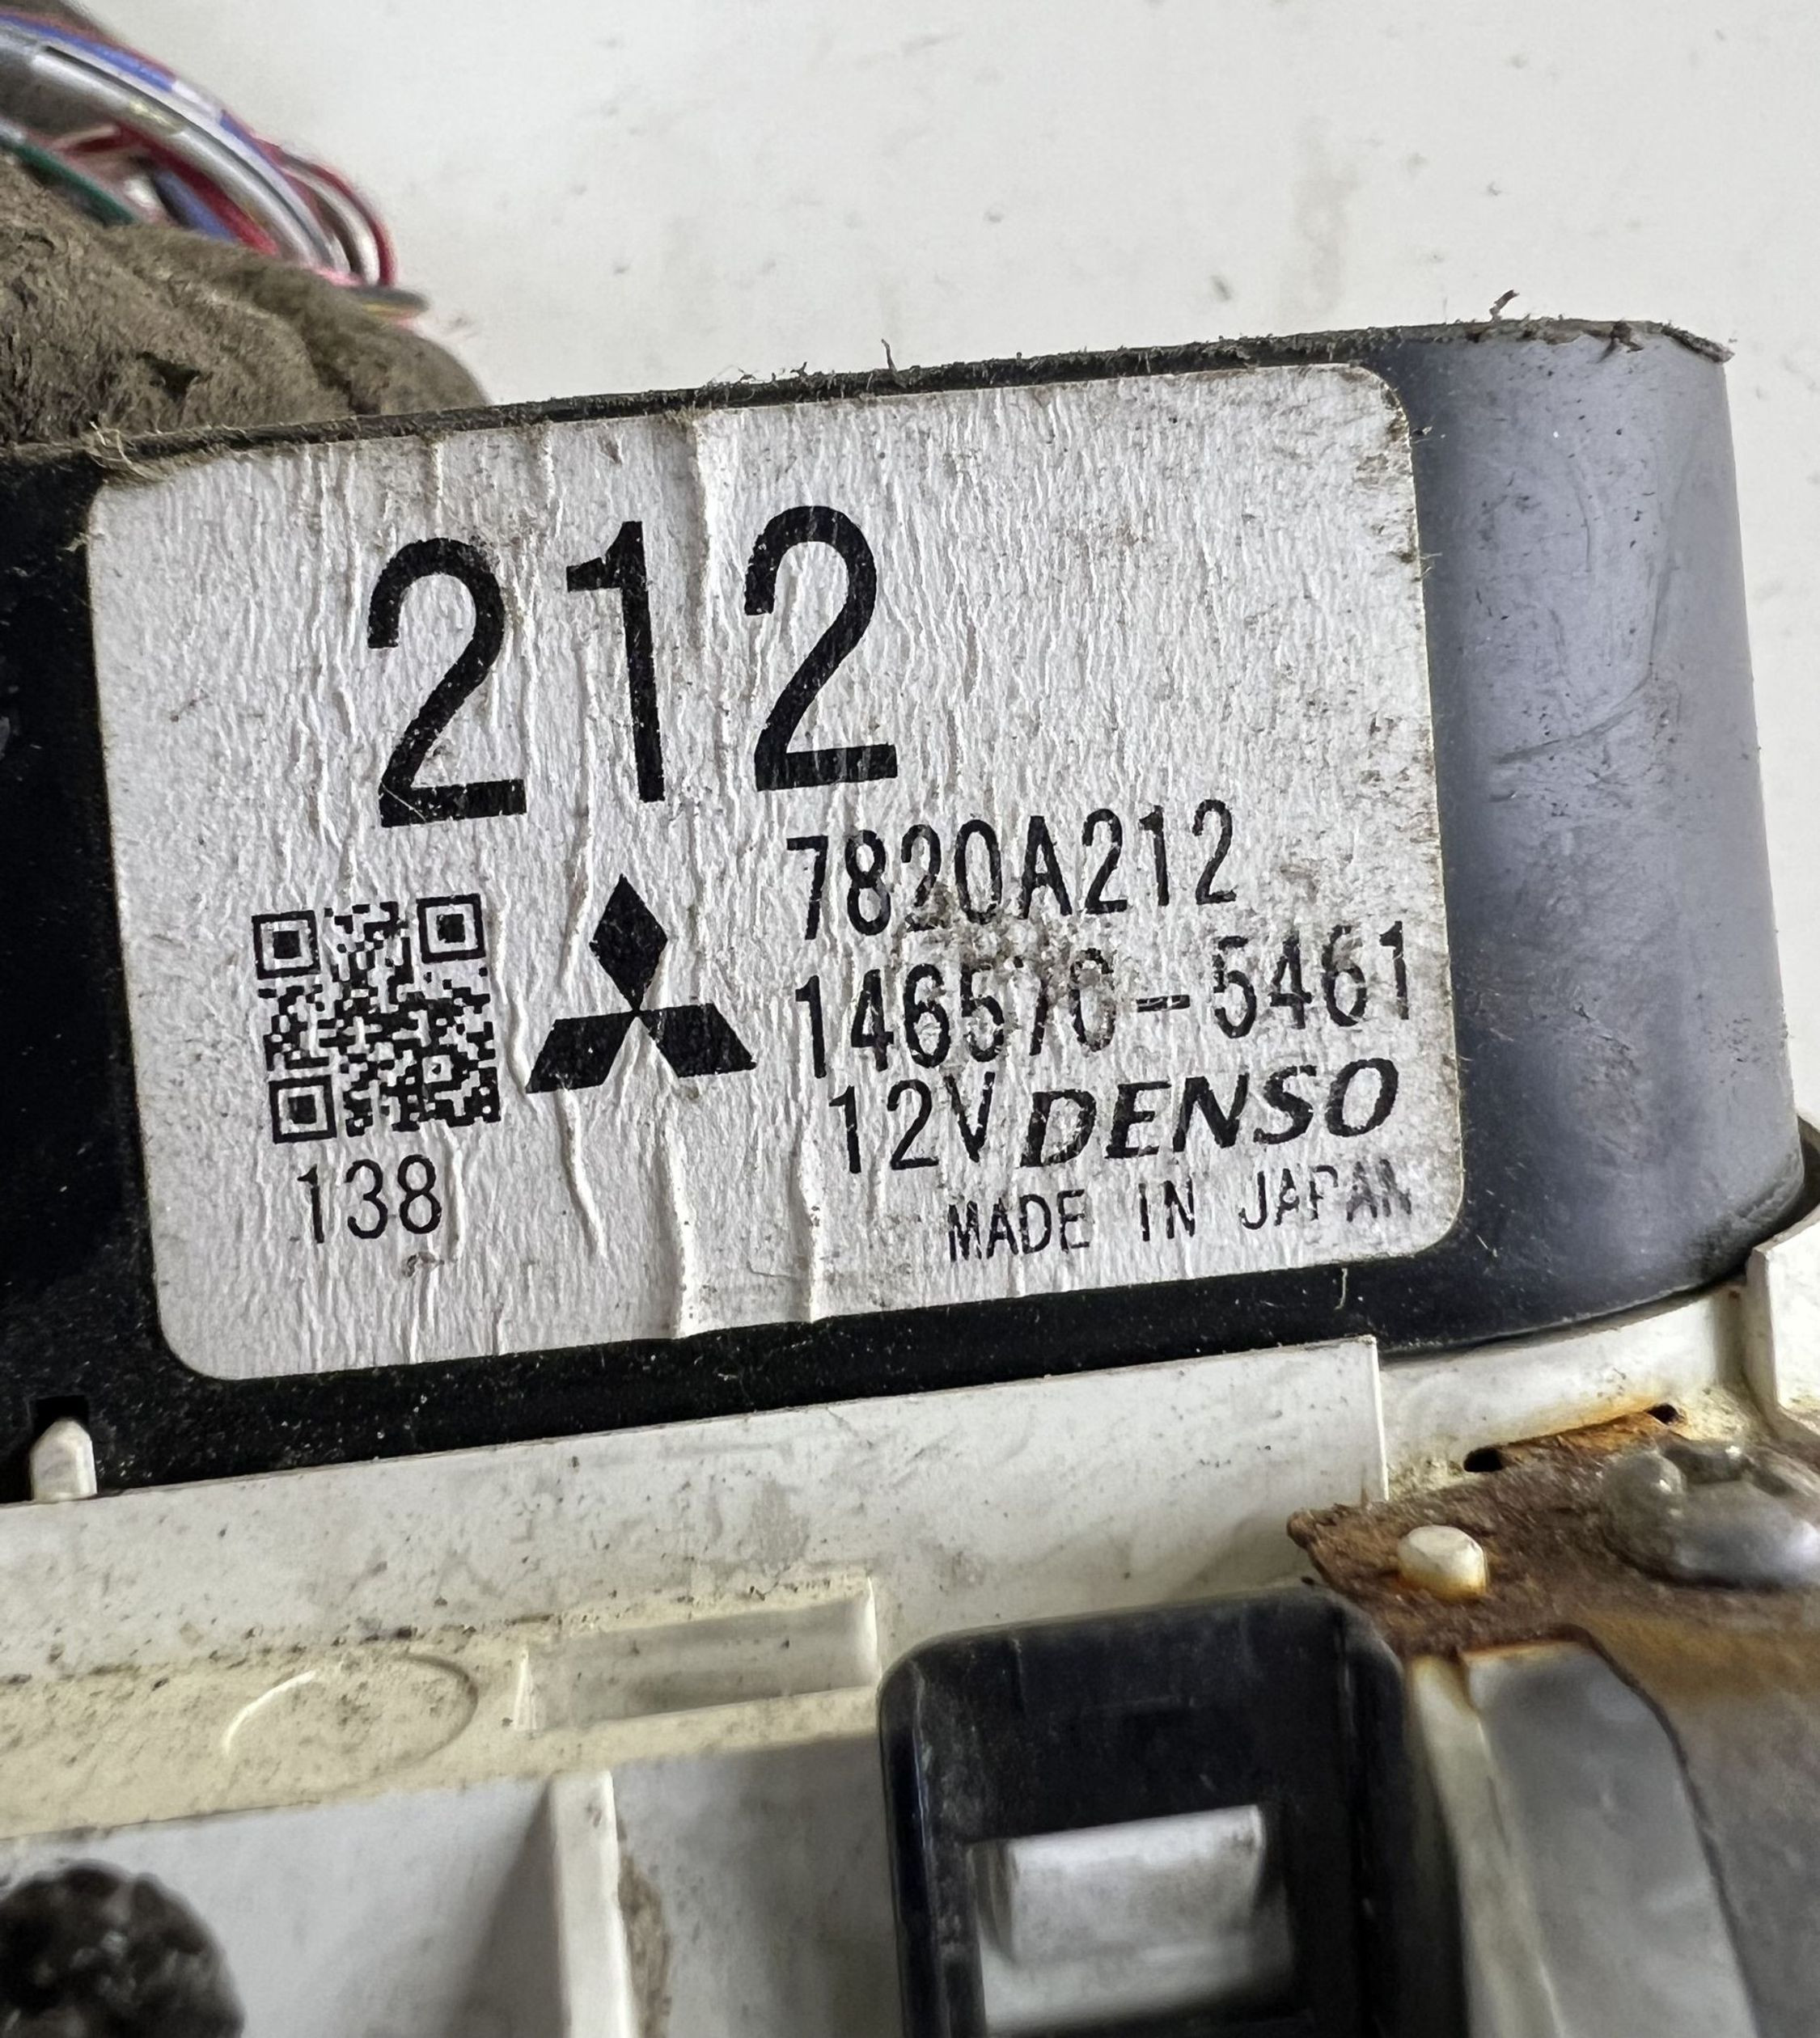 212
7820A212
146570-5461
12V DENSO
138
MADE IN JAPAN